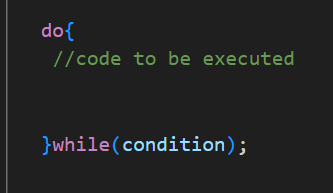 do{
//code to be executed
}while(condition);